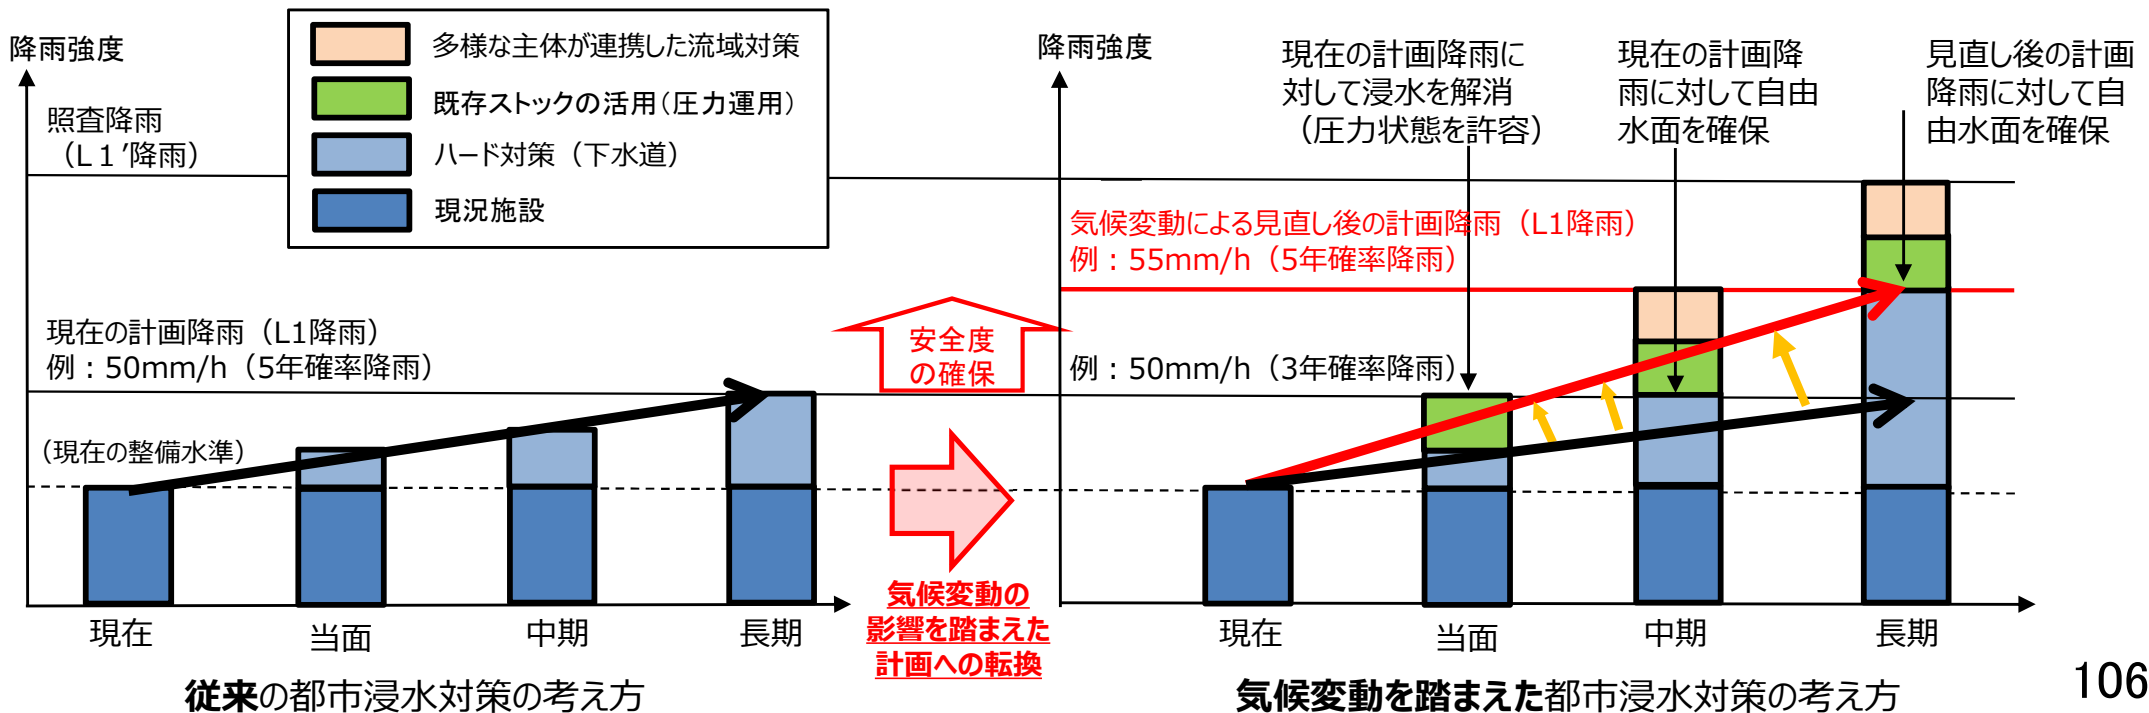 降雨強度
照査降雨
（L１′降雨）
多様な主体が連携した流域対策
既存ストックの活用（圧力運用）
ハード対策（下水道）
現況施設
現在の計画降雨（L1降雨）
例：50mm/h（5年確率降雨）
（現在の整備水準）
現在
当面
中期
長期
従来の都市浸水対策の考え方
安全度
の確保
気候変動の
影響を踏まえた
計画への転換
降雨強度
現在の計画降雨に
対して浸水を解消
（圧力状態を許容）
現在の計画降
雨に対して自由
水面を確保
見直し後の計画
降雨に対して自
由水面を確保
気候変動による見直し後の計画降雨（L1降雨）
例：55mm/h（5年確率降雨）
例：50mm/h（3年確率降雨）
現在
当面
中期
長期
気候変動を踏まえた都市浸水対策の考え方
106